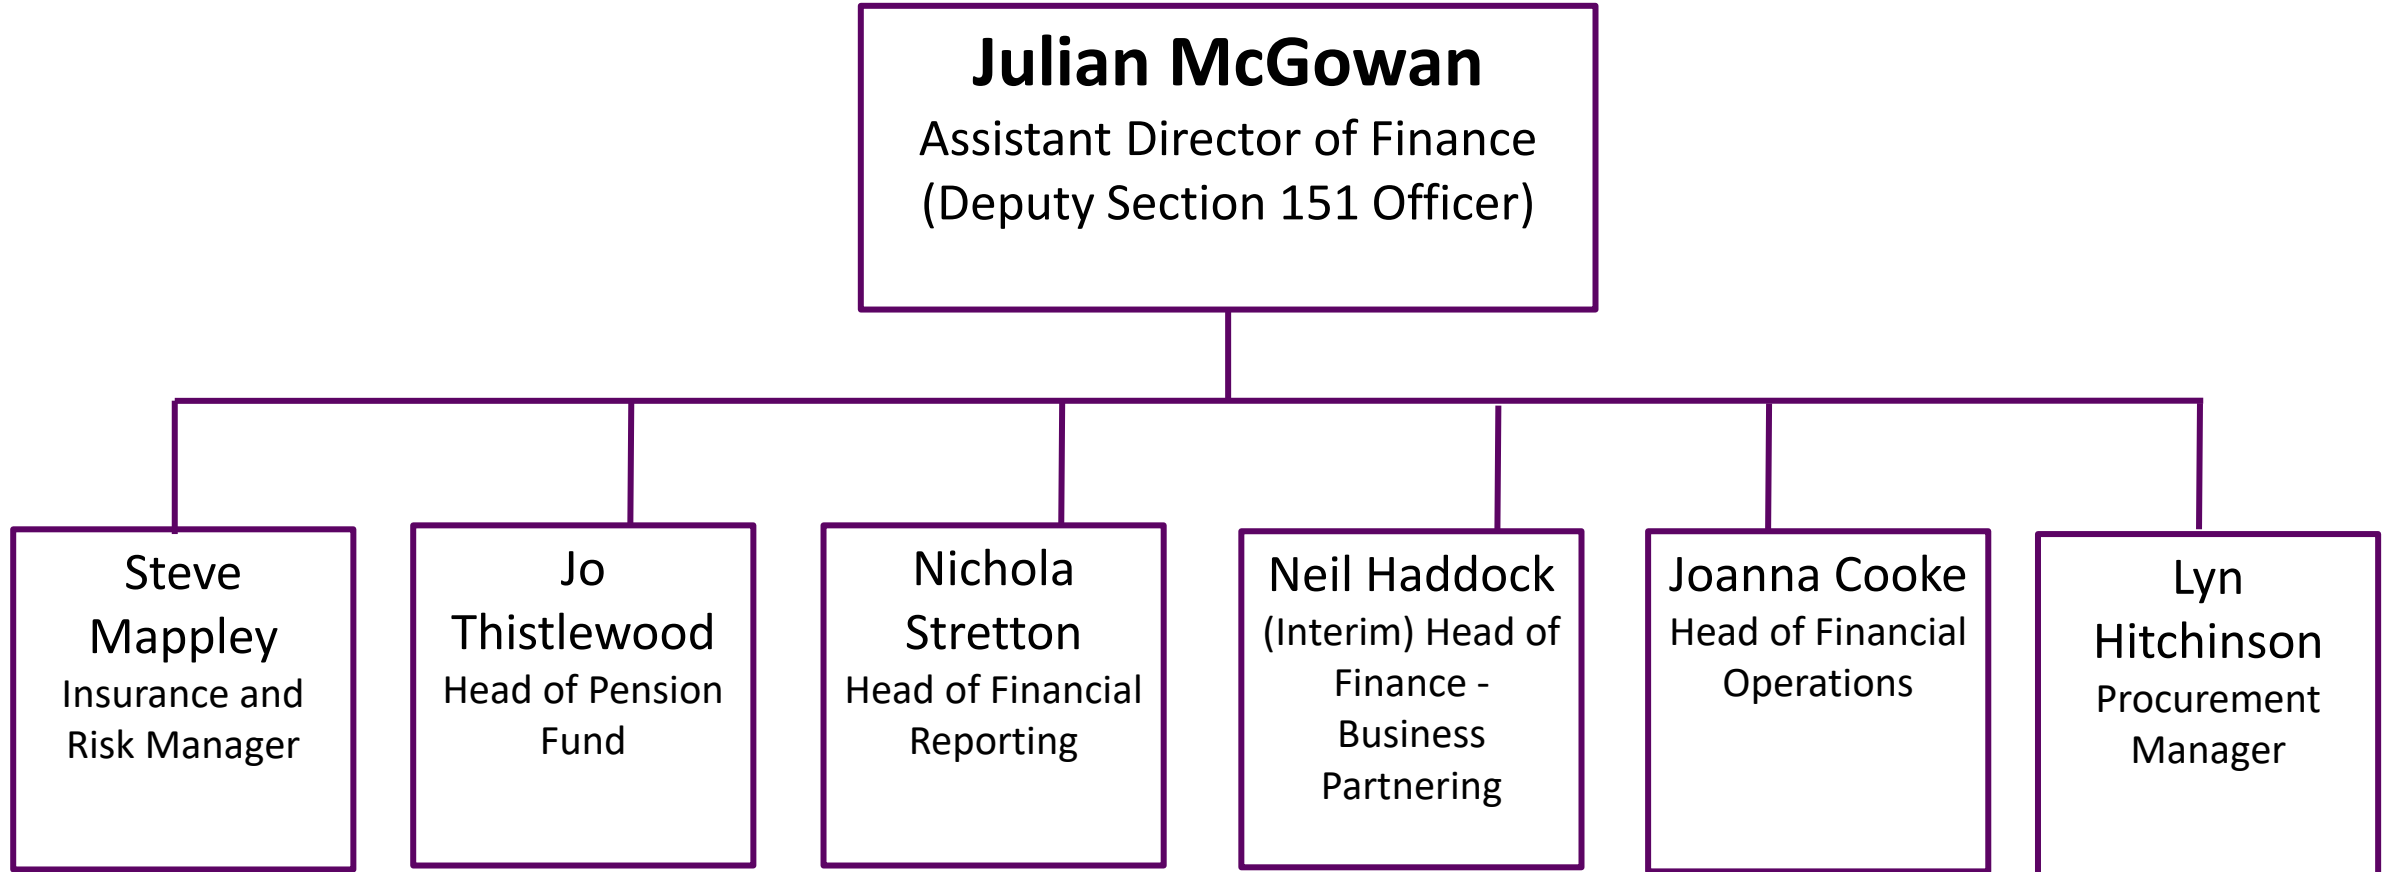 Julian McGowan
Assistant Director of Finance
(Deputy Section 151 Officer)
Steve
Mappley
Insurance and
Risk Manager
Jo
Thistlewood
Head of Pension
Fund
Nichola
Stretton
Head of Financial
Reporting
Neil Haddock
(Interim) Head of
Finance -
Business
Partnering
Joanna Cooke
Head of Financial
Operations
Lyn
Hitchinson
Procurement
Manager